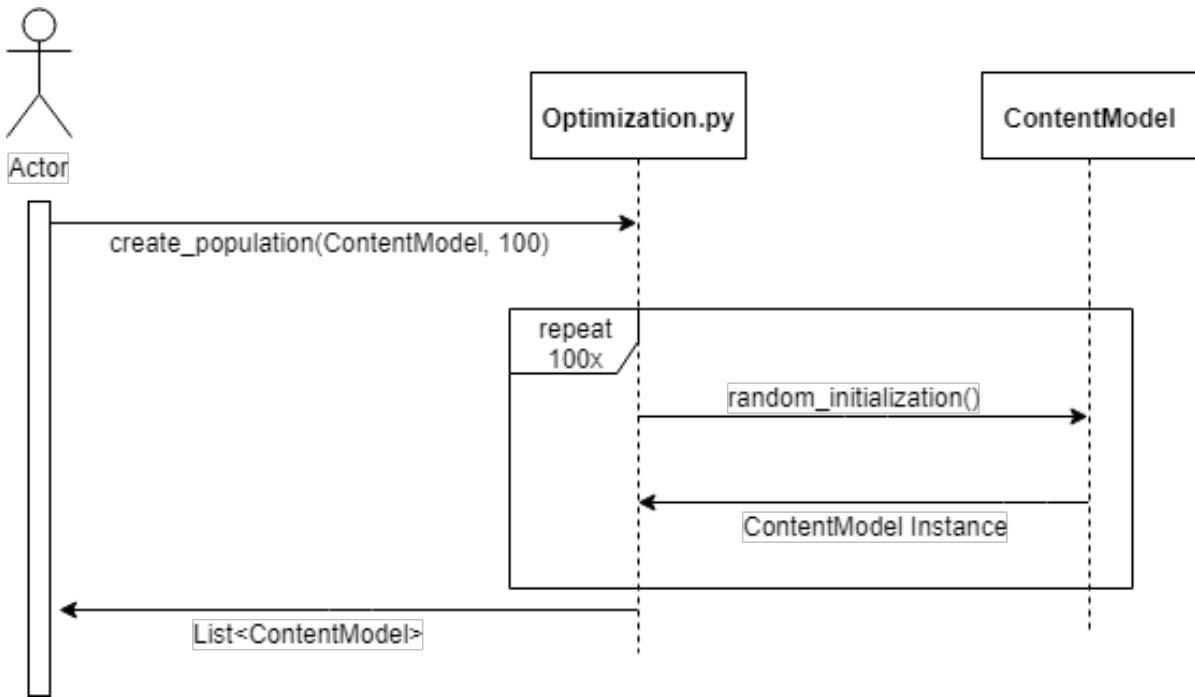 Actor
Optimization.py
ContentModel
create_population(ContentModel, 100)
repeat
100x
random_initialization()
ContentModel Instance
List<ContentModel>